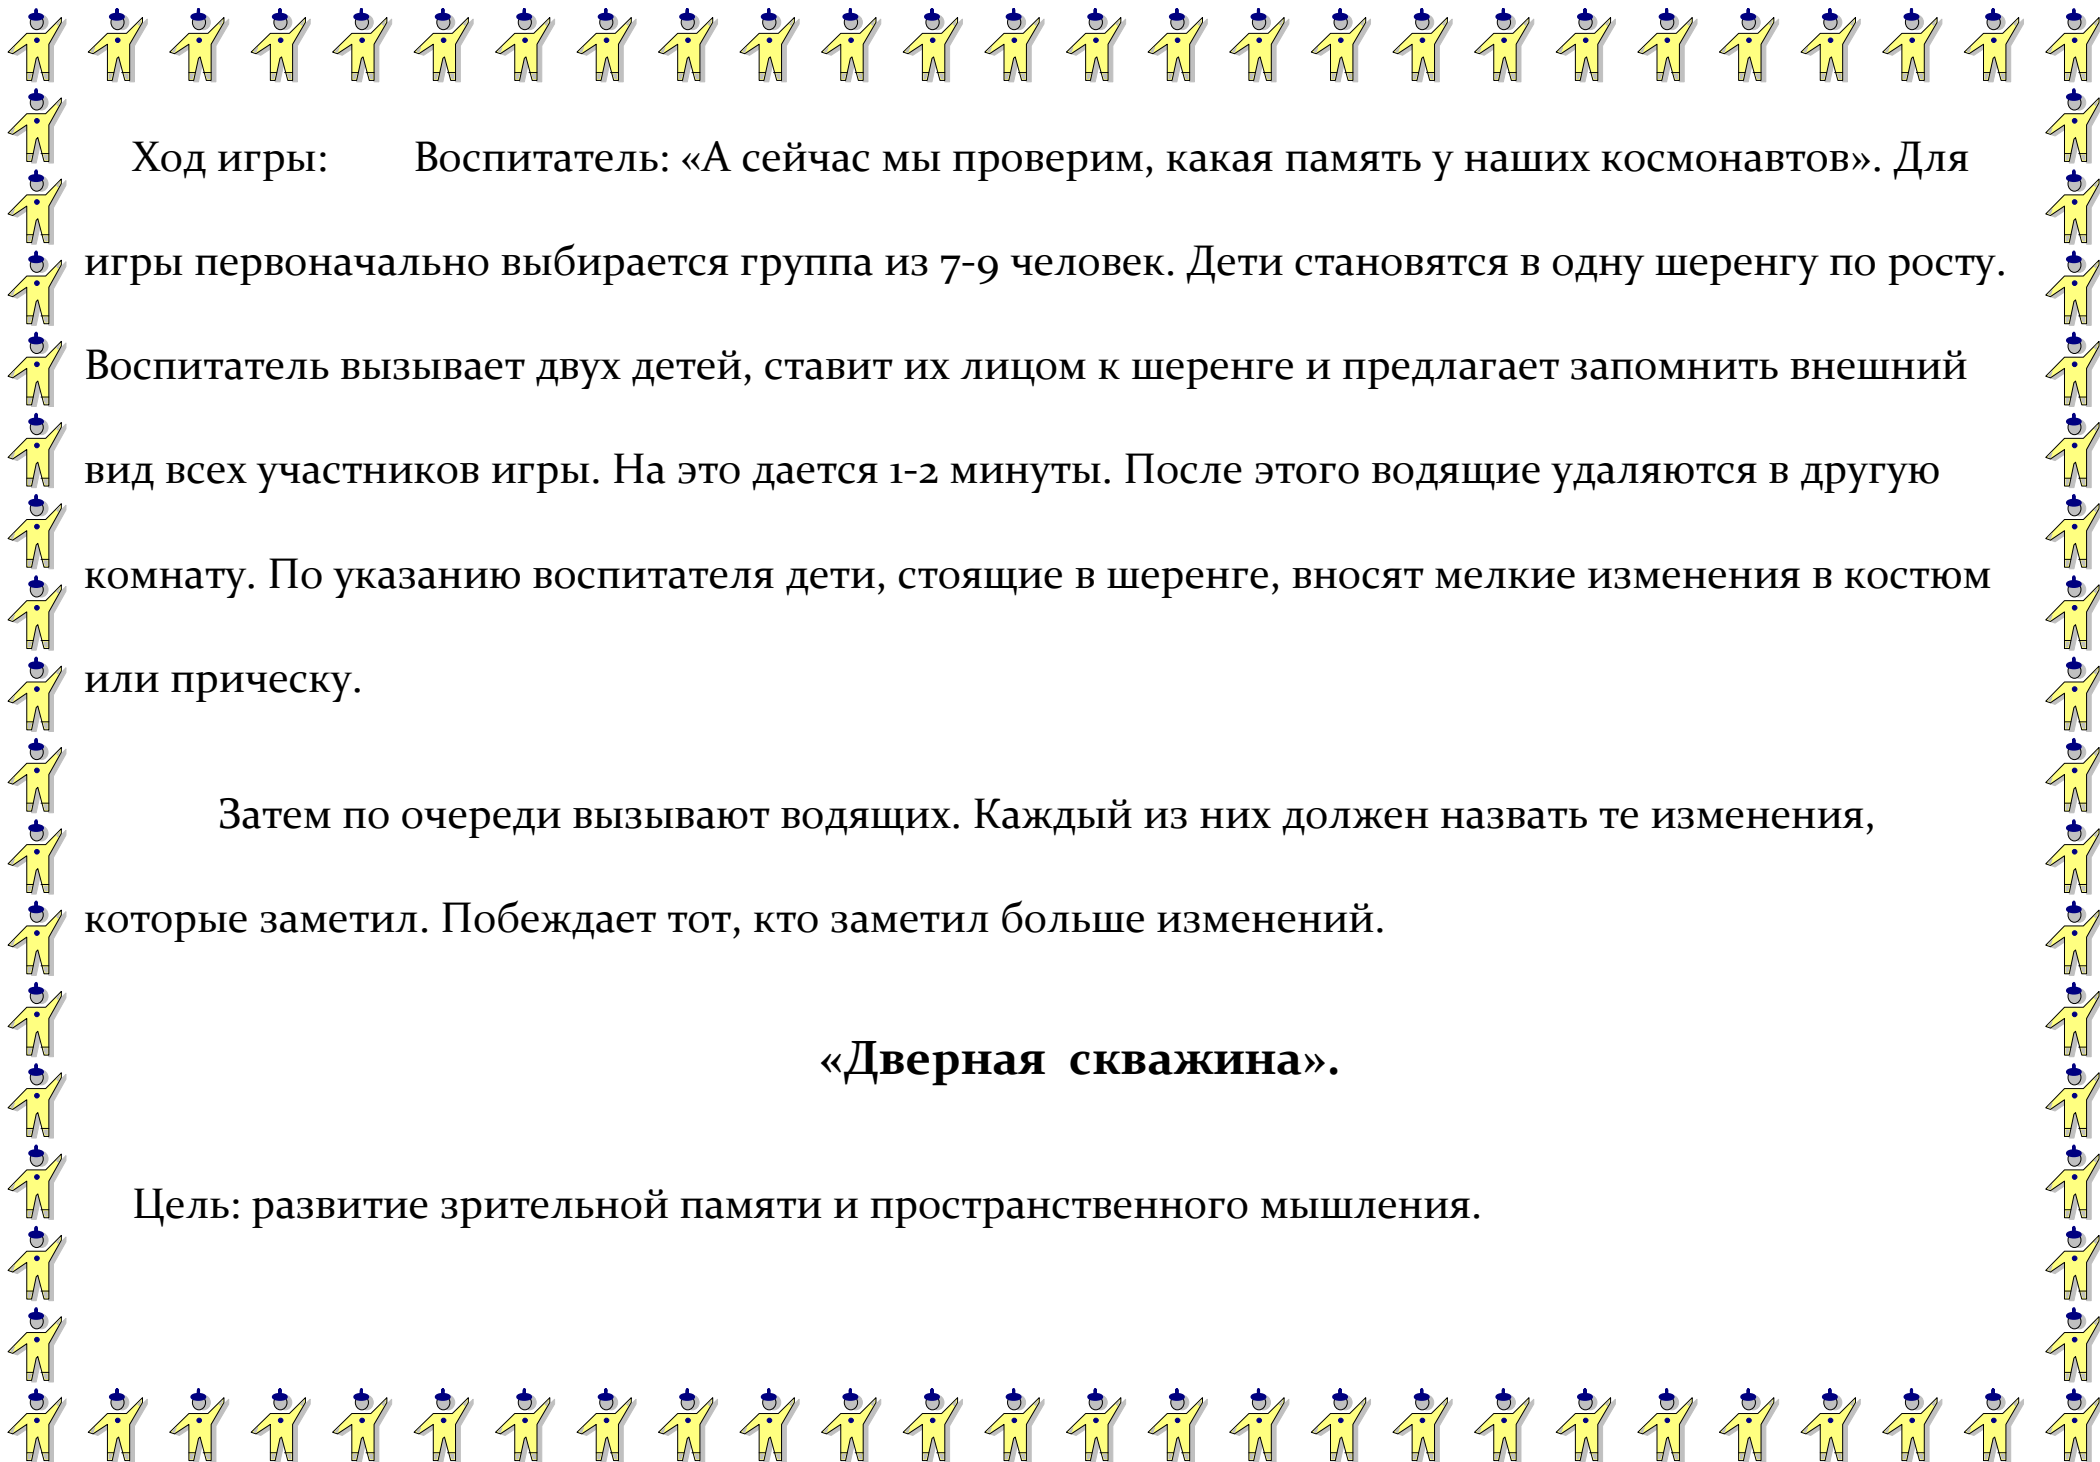 Ход игры: Воспитатель: «А сейчас мы проверим, какая память у наших космонавтов». Для
игры первоначально выбирается группа из 7-9 человек. Дети становятся в одну шеренгу по росту.
Воспитатель вызывает двух детей, ставит их лицом к шеренге и предлагает запомнить внешний
вид всех участников игры. На это дается 1-2 минуты. После этого водящие удаляются в другую
комнату. По указанию воспитателя дети, стоящие в шеренге, вносят мелкие изменения в костюм
или прическу.
Затем по очереди вызывают водящих. Каждый из них должен назвать те изменения,
которые заметил. Побеждает тот, кто заметил больше изменений.
«Дверная скважина».
Цель: развитие зрительной памяти и пространственного мышления.